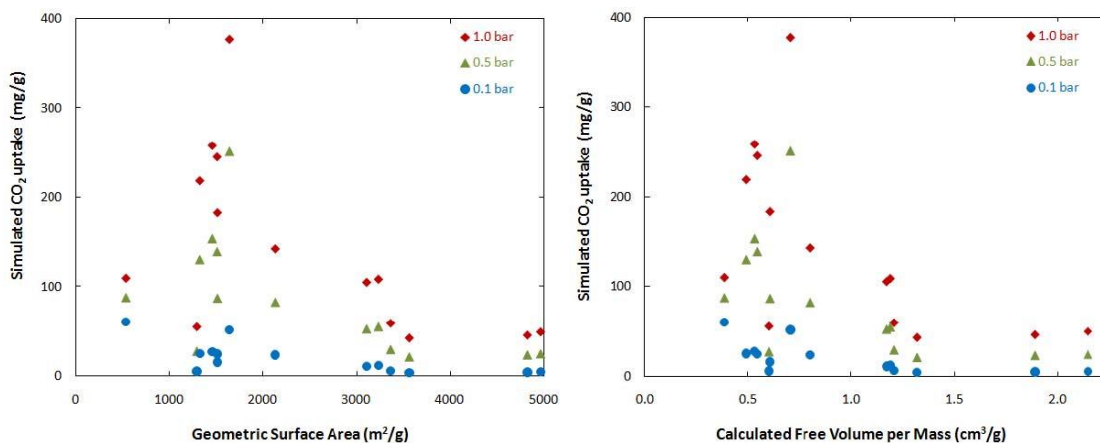 400
300
200
100
0
Simulated CO₂ uptake (mg/g)
1.0 bar
0.5 bar
0.1 bar
0 1000 2000 3000 4000 5000
Geometric Surface Area (m²/g)
400
300
200
100
0
Simulated CO₂ uptake (mg/g)
1.0 bar
0.5 bar
0.1 bar
0.0 0.5 1.0 1.5 2.0
Calculated Free Volume per Mass (cm³/g)